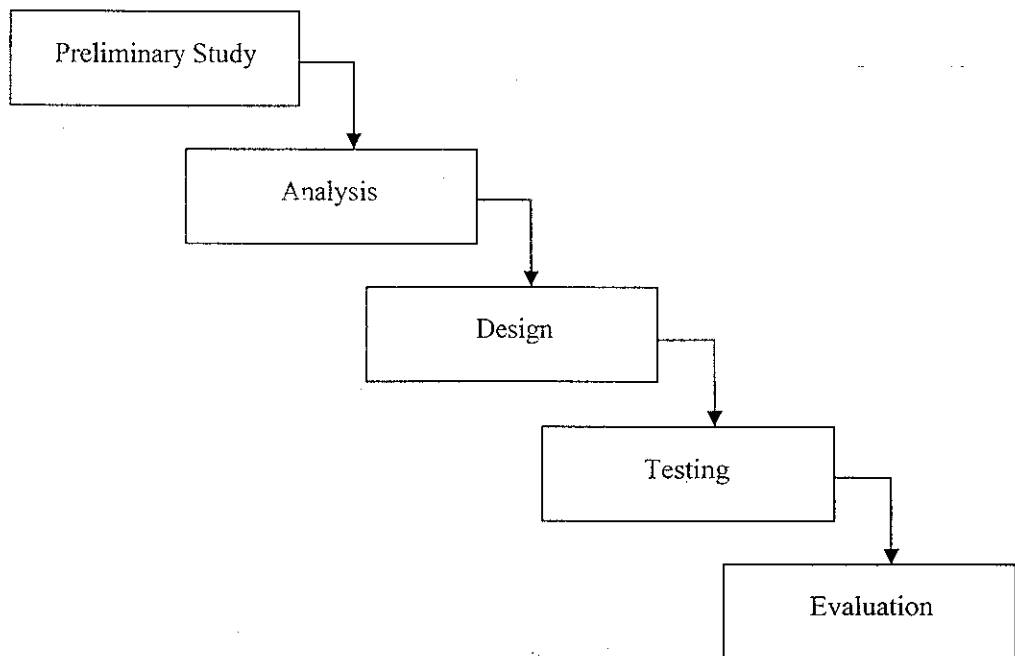 Preliminary Study
Analysis
Design
Testing
Evaluation